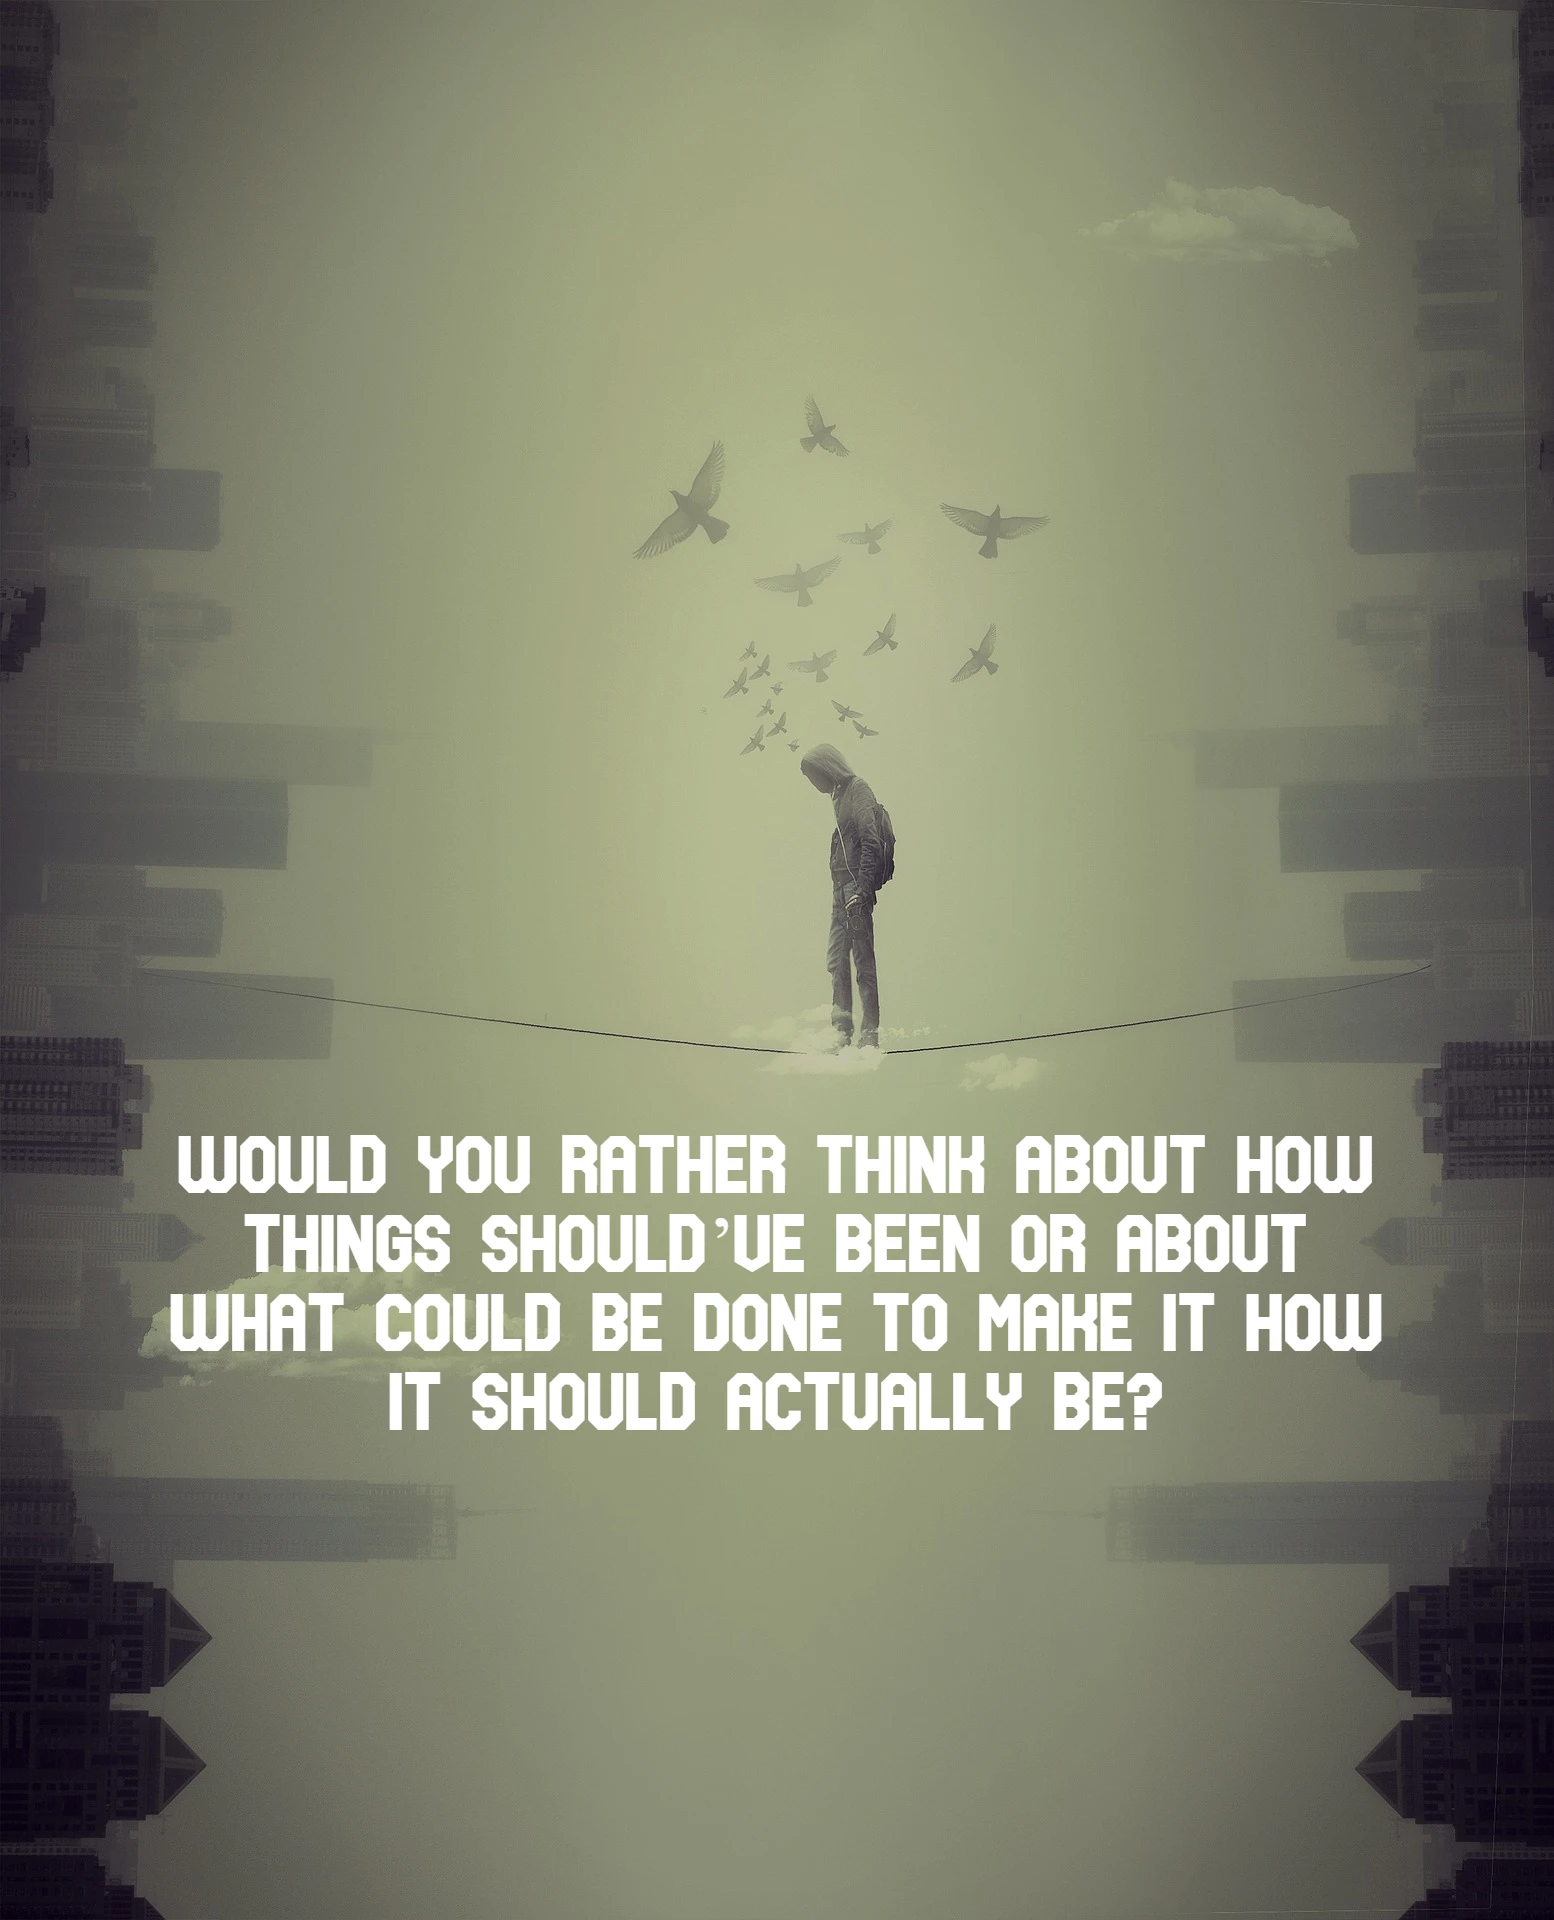 WOULD YOU RATHER THINK ABOUT HOW
THINGS SHOULD'VE BEEN OR ABOUT
WHAT COULD BE DONE TO MAKE IT HOW
IT SHOULD ACTUALLY BE?